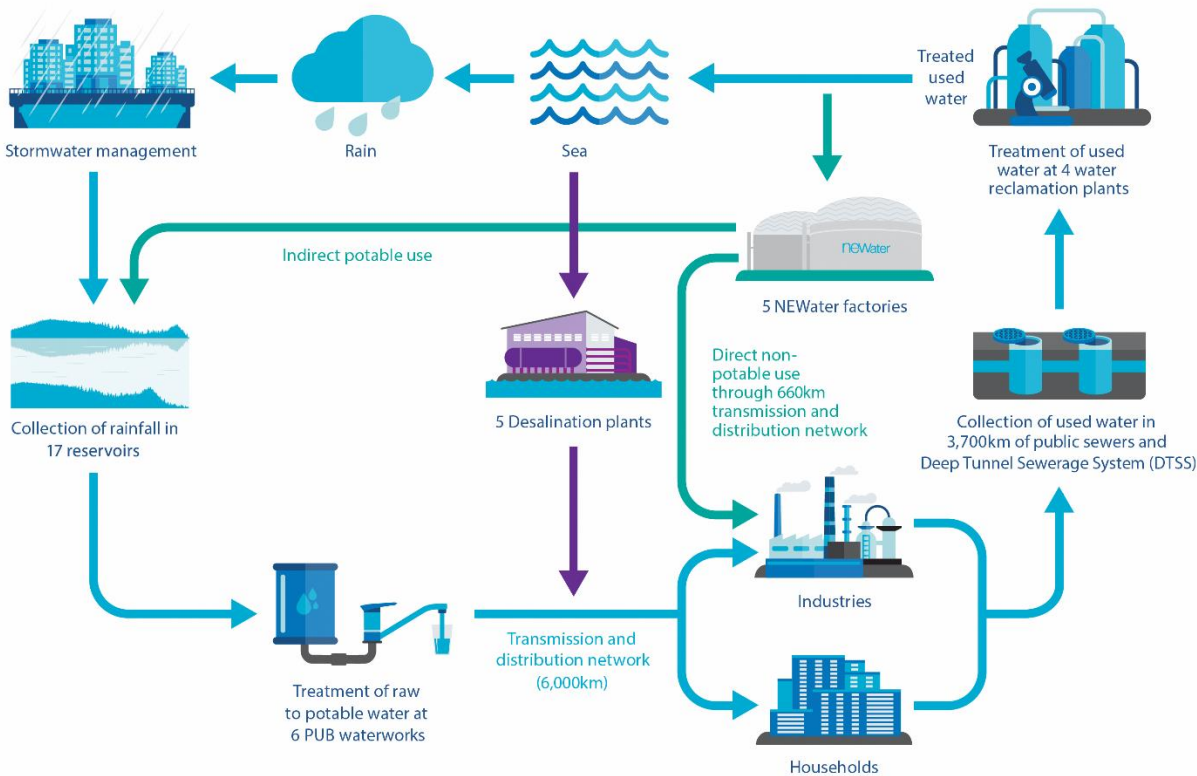 Treated
used
water
Stormwater management
Rain
Sea
Treatment of used
water at 4 water
reclamation plants
Indirect potable use
neWater
5 NEWater factories
Direct non-
potable use
through 660km
transmission and
distribution network
Collection of rainfall in
17 reservoirs
5 Desalination plants
Collection of used water in
3,700km of public sewers and
Deep Tunnel Sewerage System (DTSS)
Industries
Transmission and
distribution network
(6,000km)
Treatment of raw
to potable water at
6 PUB waterworks
Households